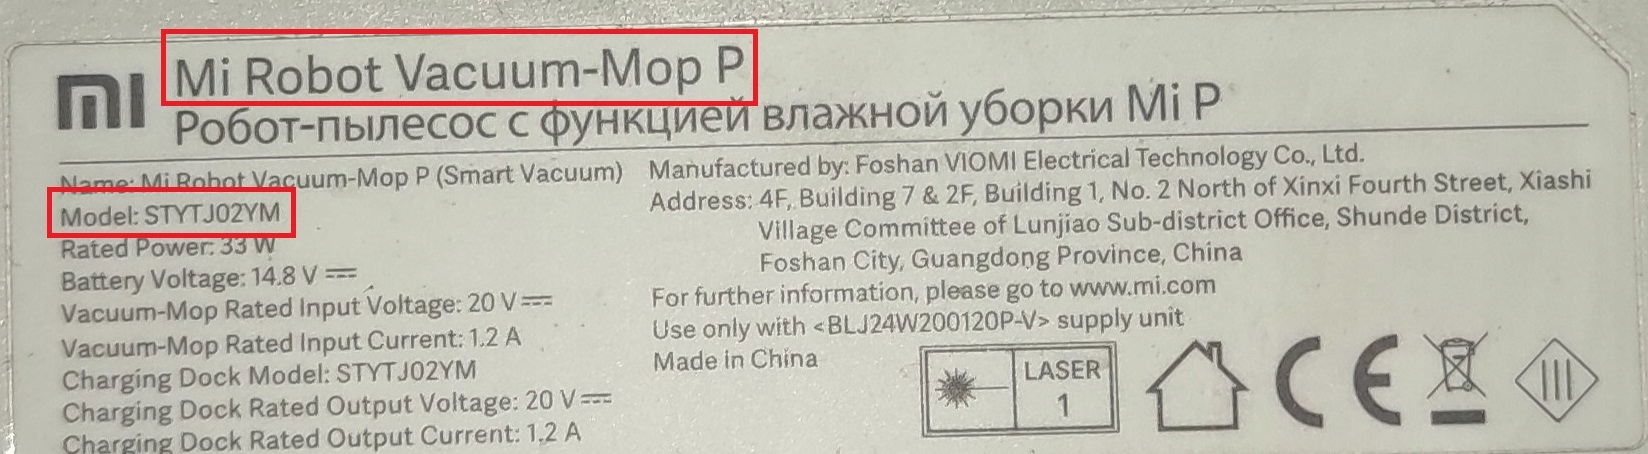 mi Mi Robot Vacuum-Mop P
Робот-пылесос с функцией влажной уборки Mi P
Name: Mi Robot Vacuum-Mop P (Smart Vacuum)
Model: STYTJ02YM
Rated Power: 33 W
Battery Voltage: 14.8 V ⎓
Vacuum-Mop Rated Input Voltage: 20 V⎓
Vacuum-Mop Rated Input Current: 1.2 A
Charging Dock Model: STYTJ02YM
Charging Dock Rated Output Voltage: 20 V⎓
Charging Dock Rated Output Current: 1.2 A
Manufactured by: Foshan VIOMI Electrical Technology Co., Ltd.
Address: 4F, Building 7 & 2F, Building 1, No. 2 North of Xinxi Fourth Street, Xiashi
Village Committee of Lunjiao Sub-district Office, Shunde District,
Foshan City, Guangdong Province, China
For further information, please go to www.mi.com
Use only with <BLJ24W200120P-V> supply unit
Made in China
LASER
1
CE